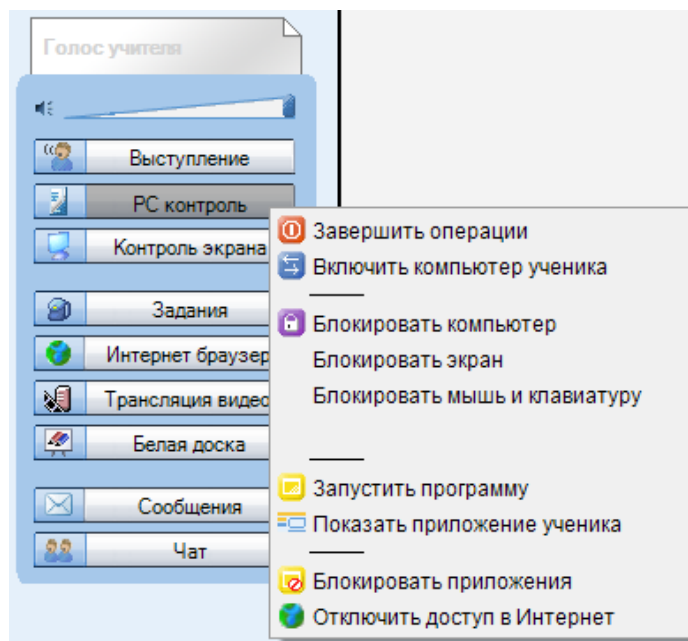 Голос учителя
Выступление
РС контроль
Контроль экрана
Задания
Интернет браузер
Трансляция видео
Белая доска
Сообщения
Чат
Завершить операции
Включить компьютер ученика
Блокировать компьютер
Блокировать экран
Блокировать мышь и клавиатуру
Запустить программу
Показать приложение ученика
Блокировать приложения
Отключить доступ в Интернет